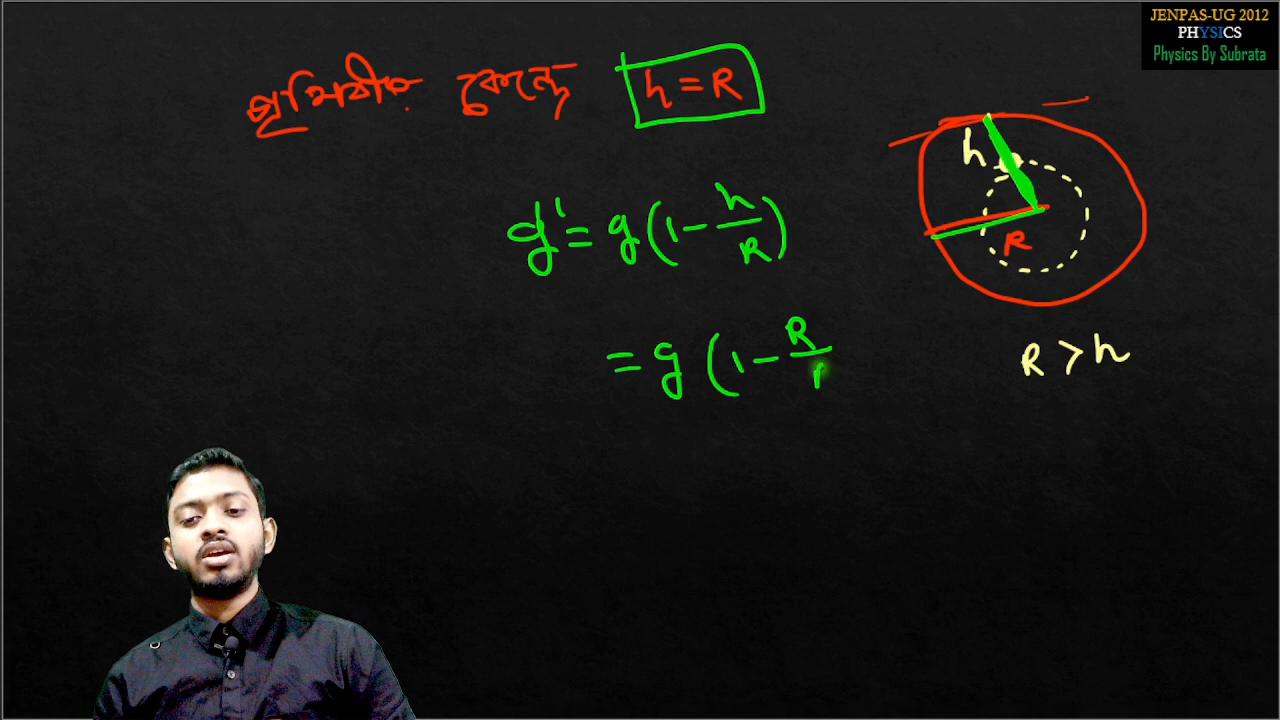 JENPAS-UG 2012
PHYSICS
Physics By Subrata
পৃথিবীর কেন্দ্রে h = R
h
R
g' = g(1 - h/R)
= g (1 - R/
R > h